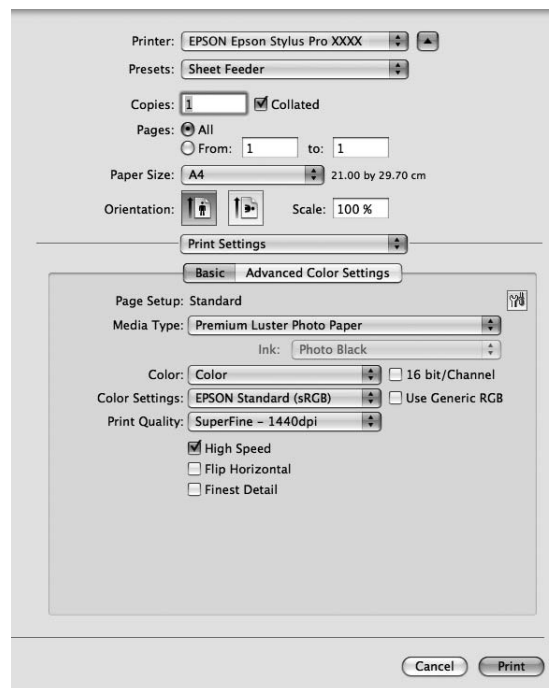 Printer: EPSON Epson Stylus Pro XXXX
Presets: Sheet Feeder
Copies: 1 Collated
Pages: All
From: 1 to: 1
Paper Size: A4 21.00 by 29.70 cm
Orientation: Scale: 100 %
Print Settings
Basic Advanced Color Settings
Page Setup: Standard
Media Type: Premium Luster Photo Paper
Ink: Photo Black
Color: Color 16 bit/Channel
Color Settings: EPSON Standard (sRGB) Use Generic RGB
Print Quality: SuperFine – 1440dpi
High Speed
Flip Horizontal
Finest Detail
Cancel Print